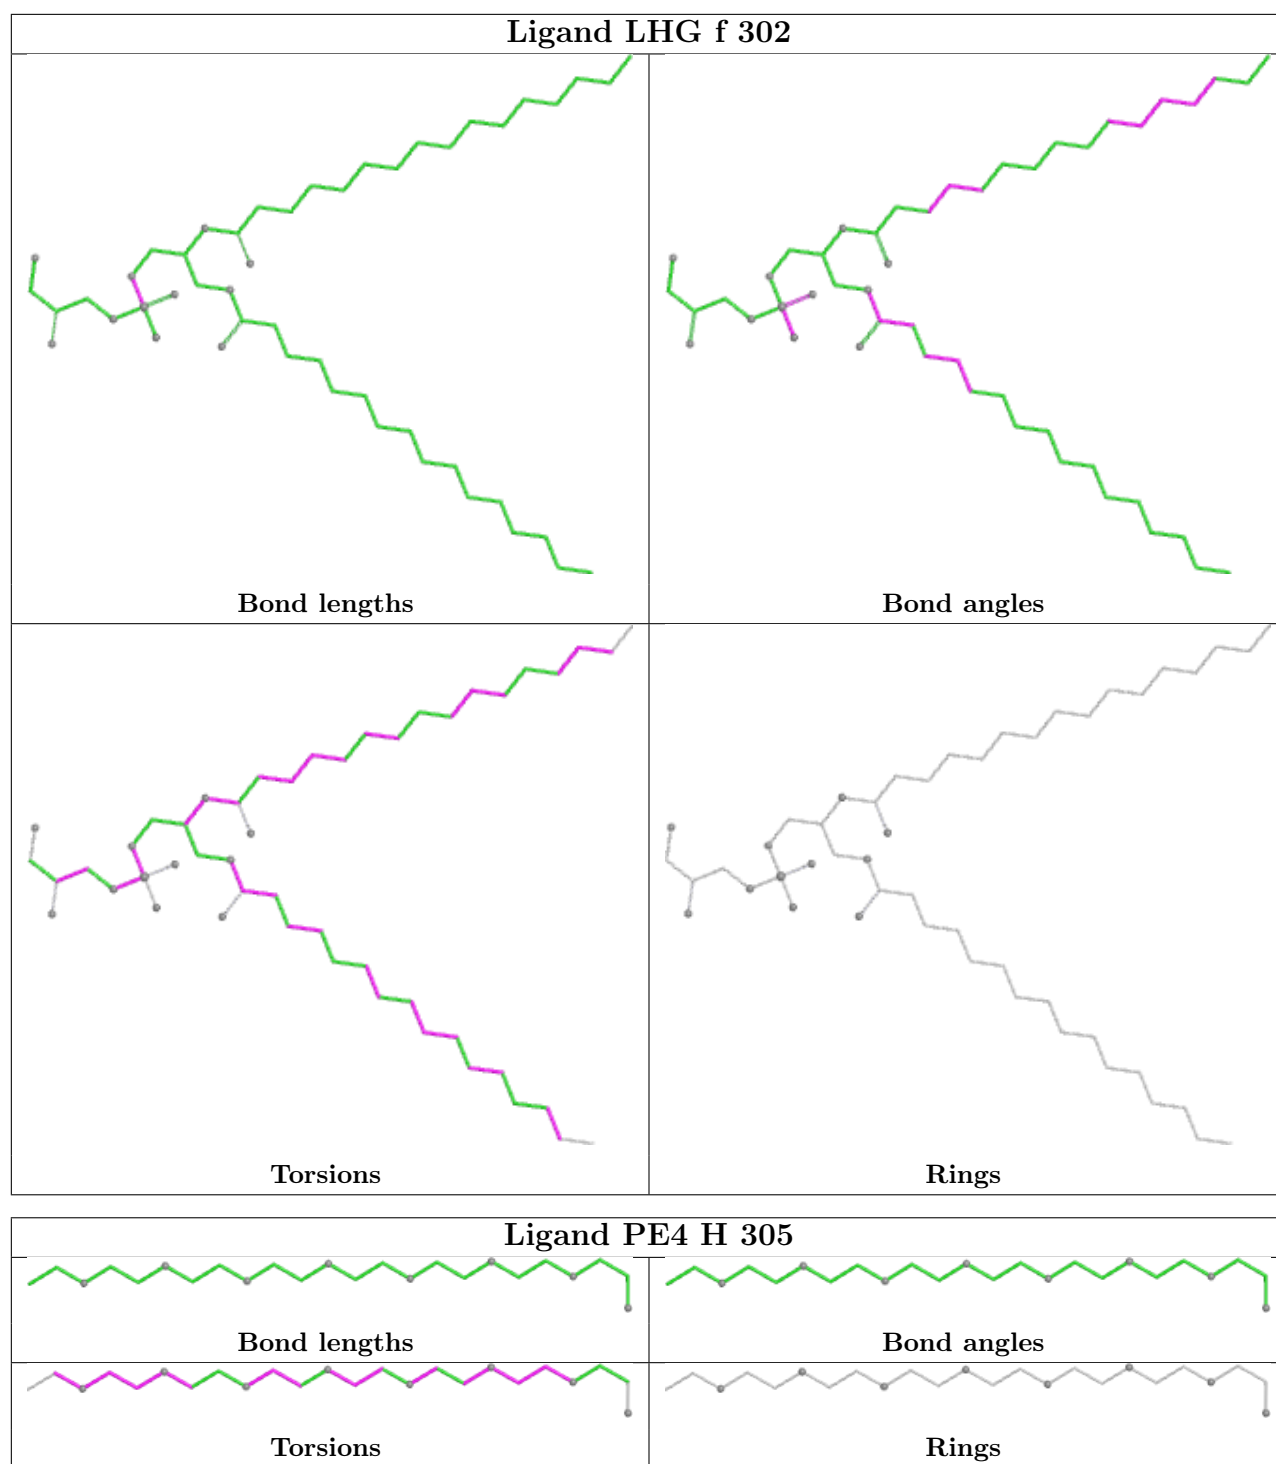 Ligand LHG f 302
Bond lengths
Bond angles
Torsions
Rings
Ligand PE4 H 305
Bond lengths
Bond angles
Torsions
Rings